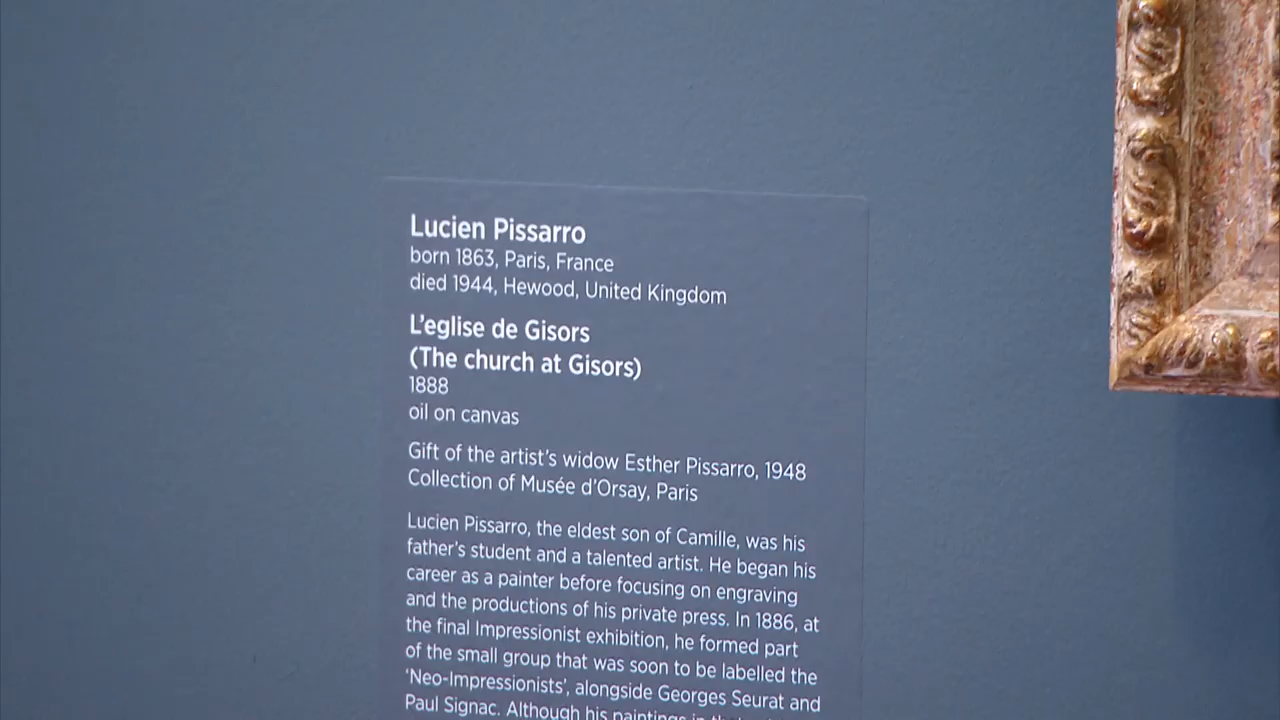 Lucien Pissarro
born 1863, Paris, France
died 1944, Hewood, United Kingdom
L'eglise de Gisors
(The church at Gisors)
1888
oil on canvas
Gift of the artist's widow Esther Pissarro, 1948
Collection of Musée d'Orsay, Paris
Lucien Pissarro, the eldest son of Camille, was his
father's student and a talented artist. He began his
career as a painter before focusing on engraving
and the productions of his private press. In 1886, at
the final Impressionist exhibition, he formed part
of the small group that was soon to be labelled the
'Neo-Impressionists', alongside Georges Seurat and
Paul Signac. Although his paintings in